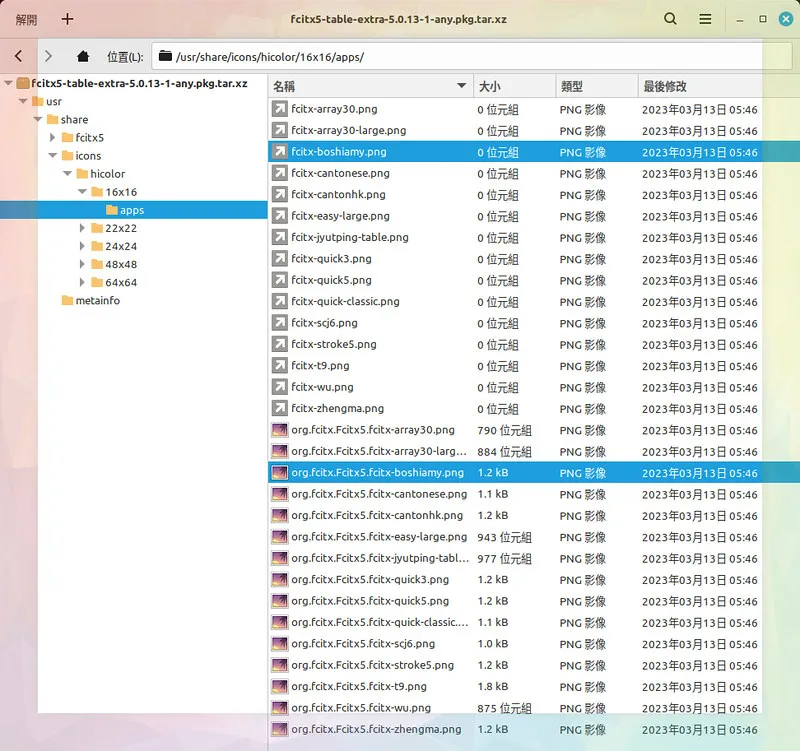 解開 + fcitx5-table-extra-5.0.13-1-any.pkg.tar.xz
位置(L): /usr/share/icons/hicolor/16x16/apps/
fcitx5-table-extra-5.0.13-1-any.pkg.tar.xz
usr
share
fcitx5
icons
hicolor
16x16
apps
22x22
24x24
48x48
64x64
metainfo
名稱 大小 類型 最後修改
fcitx-array30.png 0 位元組 PNG 影像 2023年03月13日 05:46
fcitx-array30-large.png 0 位元組 PNG 影像 2023年03月13日 05:46
fcitx-boshiamy.png 0 位元組 PNG 影像 2023年03月13日 05:46
fcitx-cantonese.png 0 位元組 PNG 影像 2023年03月13日 05:46
fcitx-cantonhk.png 0 位元組 PNG 影像 2023年03月13日 05:46
fcitx-easy-large.png 0 位元組 PNG 影像 2023年03月13日 05:46
fcitx-jyutping-table.png 0 位元組 PNG 影像 2023年03月13日 05:46
fcitx-quick3.png 0 位元組 PNG 影像 2023年03月13日 05:46
fcitx-quick5.png 0 位元組 PNG 影像 2023年03月13日 05:46
fcitx-quick-classic.png 0 位元組 PNG 影像 2023年03月13日 05:46
fcitx-scj6.png 0 位元組 PNG 影像 2023年03月13日 05:46
fcitx-stroke5.png 0 位元組 PNG 影像 2023年03月13日 05:46
fcitx-t9.png 0 位元組 PNG 影像 2023年03月13日 05:46
fcitx-wu.png 0 位元組 PNG 影像 2023年03月13日 05:46
fcitx-zhengma.png 0 位元組 PNG 影像 2023年03月13日 05:46
org.fcitx.Fcitx5.fcitx-array30.png 790 位元組 PNG 影像 2023年03月13日 05:46
org.fcitx.Fcitx5.fcitx-array30-larg... 884 位元組 PNG 影像 2023年03月13日 05:46
org.fcitx.Fcitx5.fcitx-boshiamy.png 1.2 kB PNG 影像 2023年03月13日 05:46
org.fcitx.Fcitx5.fcitx-cantonese.png 1.1 kB PNG 影像 2023年03月13日 05:46
org.fcitx.Fcitx5.fcitx-cantonhk.png 1.2 kB PNG 影像 2023年03月13日 05:46
org.fcitx.Fcitx5.fcitx-easy-large.png 943 位元組 PNG 影像 2023年03月13日 05:46
org.fcitx.Fcitx5.fcitx-jyutping-tabl... 977 位元組 PNG 影像 2023年03月13日 05:46
org.fcitx.Fcitx5.fcitx-quick3.png 1.2 kB PNG 影像 2023年03月13日 05:46
org.fcitx.Fcitx5.fcitx-quick5.png 1.2 kB PNG 影像 2023年03月13日 05:46
org.fcitx.Fcitx5.fcitx-quick-classic.... 1.1 kB PNG 影像 2023年03月13日 05:46
org.fcitx.Fcitx5.fcitx-scj6.png 1.0 kB PNG 影像 2023年03月13日 05:46
org.fcitx.Fcitx5.fcitx-stroke5.png 1.2 kB PNG 影像 2023年03月13日 05:46
org.fcitx.Fcitx5.fcitx-t9.png 1.8 kB PNG 影像 2023年03月13日 05:46
org.fcitx.Fcitx5.fcitx-wu.png 875 位元組 PNG 影像 2023年03月13日 05:46
org.fcitx.Fcitx5.fcitx-zhengma.png 1.2 kB PNG 影像 2023年03月13日 05:46